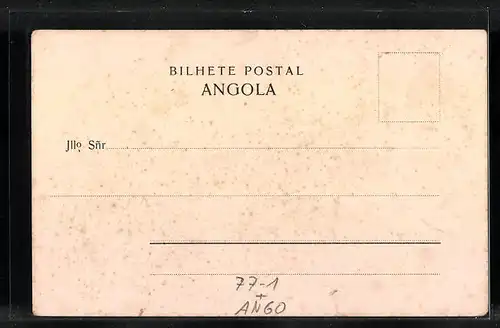 BILHETE POSTAL
ANGOLA
Jllo Sñr
77-1
ANGO